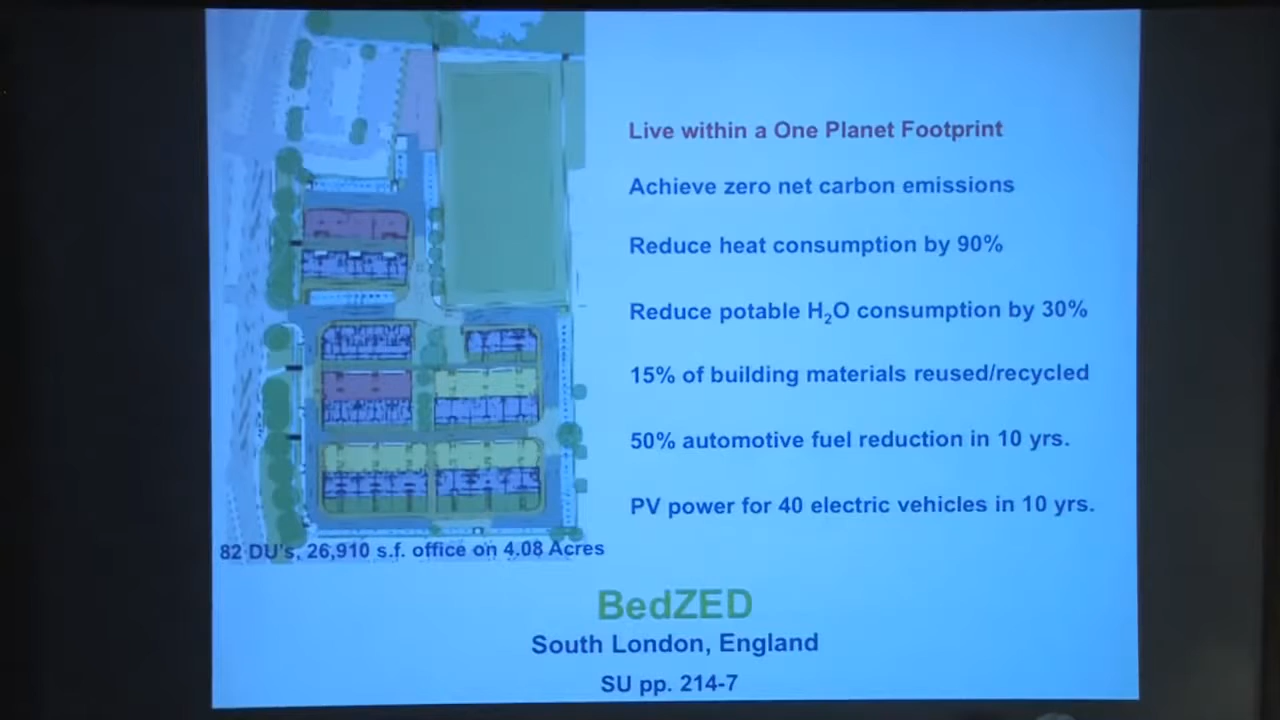 Live within a One Planet Footprint
Achieve zero net carbon emissions
Reduce heat consumption by 90%
Reduce potable H₂O consumption by 30%
15% of building materials reused/recycled
50% automotive fuel reduction in 10 yrs.
PV power for 40 electric vehicles in 10 yrs.
82 DU's, 26,910 s.f. office on 4.08 Acres
BedZED
South London, England
SU pp. 214-7